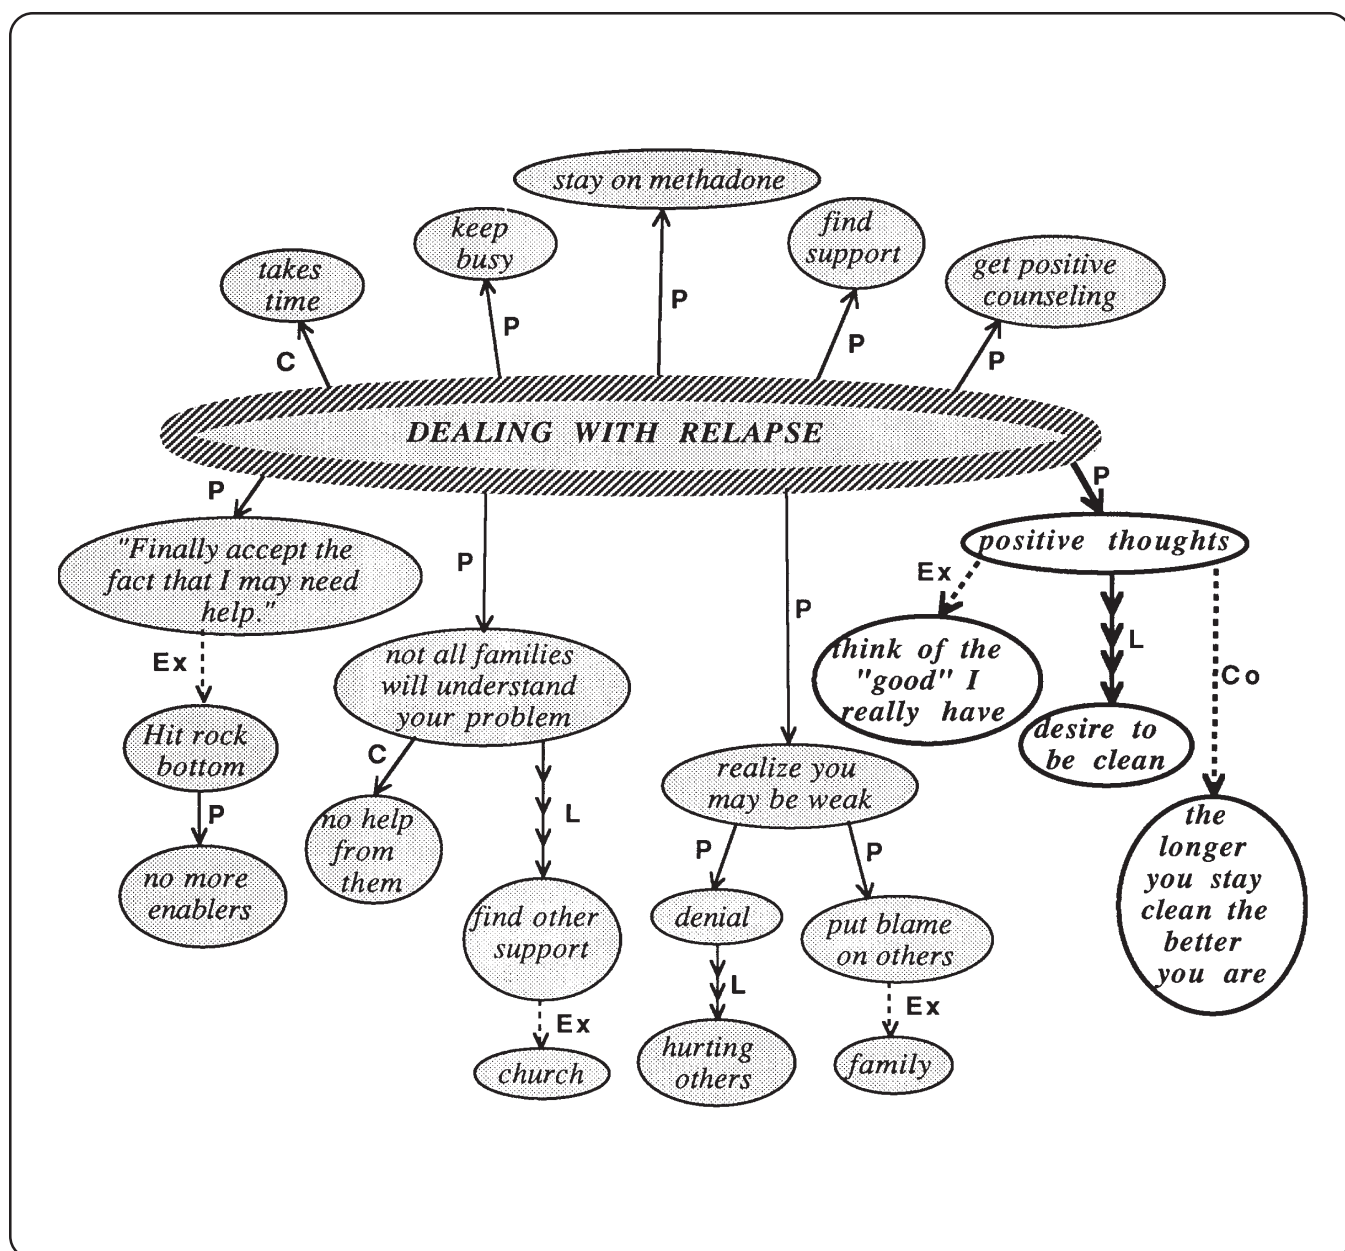 stay on methadone
keep
busy
find
support
takes
time
get positive
counseling
P
P
P
P
C
DEALING WITH RELAPSE
P
P
P
P
"Finally accept the
fact that I may need
help."
positive thoughts
Ex
Ex
L
Co
not all families
will understand
your problem
think of the
"good" I
really have
Hit rock
bottom
desire to
be clean
C
L
realize you
may be weak
P
no help
from
them
P
P
the
longer
you stay
clean the
better
you are
no more
enablers
find other
support
denial
put blame
on others
Ex
L
Ex
church
hurting
others
family